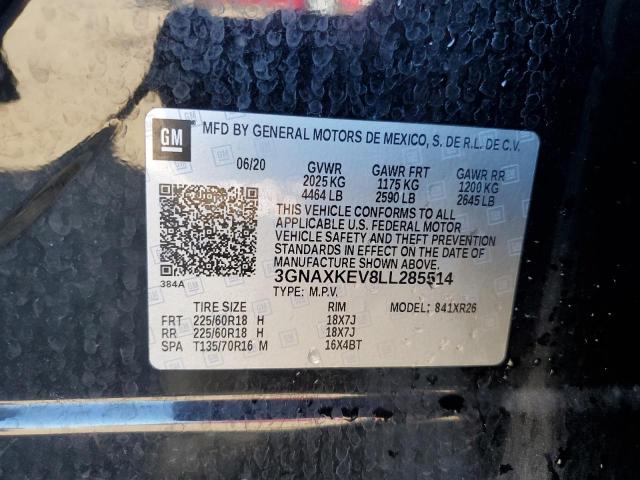 GM MFD BY GENERAL MOTORS DE MEXICO, S. DE R.L. DE C.V.
06/20 GVWR GAWR FRT GAWR RR
2025 KG 1175 KG 1200 KG
4464 LB 2590 LB 2645 LB
THIS VEHICLE CONFORMS TO ALL
APPLICABLE U.S. FEDERAL MOTOR
VEHICLE SAFETY AND THEFT PREVENTION
STANDARDS IN EFFECT ON THE DATE OF
MANUFACTURE SHOWN ABOVE.
3GNAXKEV8LL285514
384A TYPE: M.P.V.
TIRE SIZE RIM MODEL: 841XR26
FRT 225/60R18 H 18X7J
RR 225/60R18 H 18X7J
SPA T135/70R16 M 16X4BT